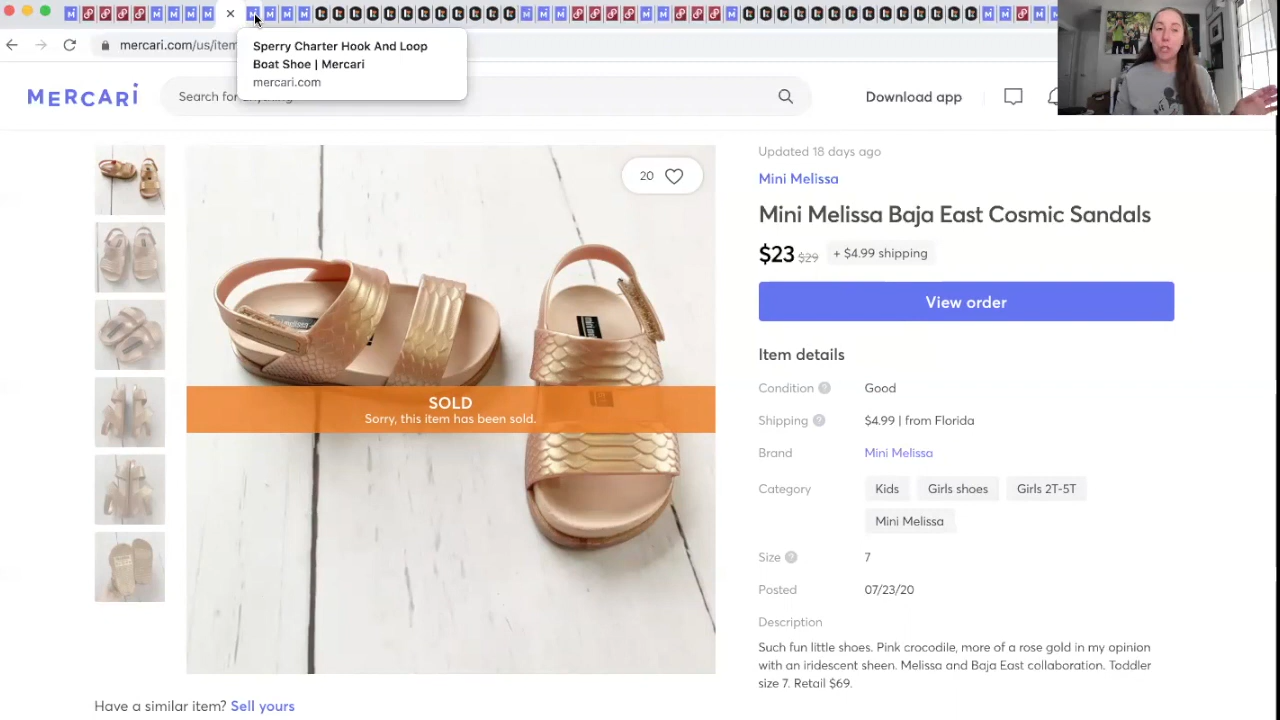 mercari.com/us/item
Sperry Charter Hook And Loop
Boat Shoe | Mercari
mercari.com
MERCARI
Search for anything
Download app
Updated 18 days ago
Mini Melissa
Mini Melissa Baja East Cosmic Sandals
$23 $29 + $4.99 shipping
View order
20
SOLD
Sorry, this item has been sold.
Item details
Condition ? Good
Shipping ? $4.99 | from Florida
Brand Mini Melissa
Category Kids Girls shoes Girls 2T-5T
Mini Melissa
Size ? 7
Posted 07/23/20
Description
Such fun little shoes. Pink crocodile, more of a rose gold in my opinion
with an iridescent sheen. Melissa and Baja East collaboration. Toddler
size 7. Retail $69.
Have a similar item? Sell yours